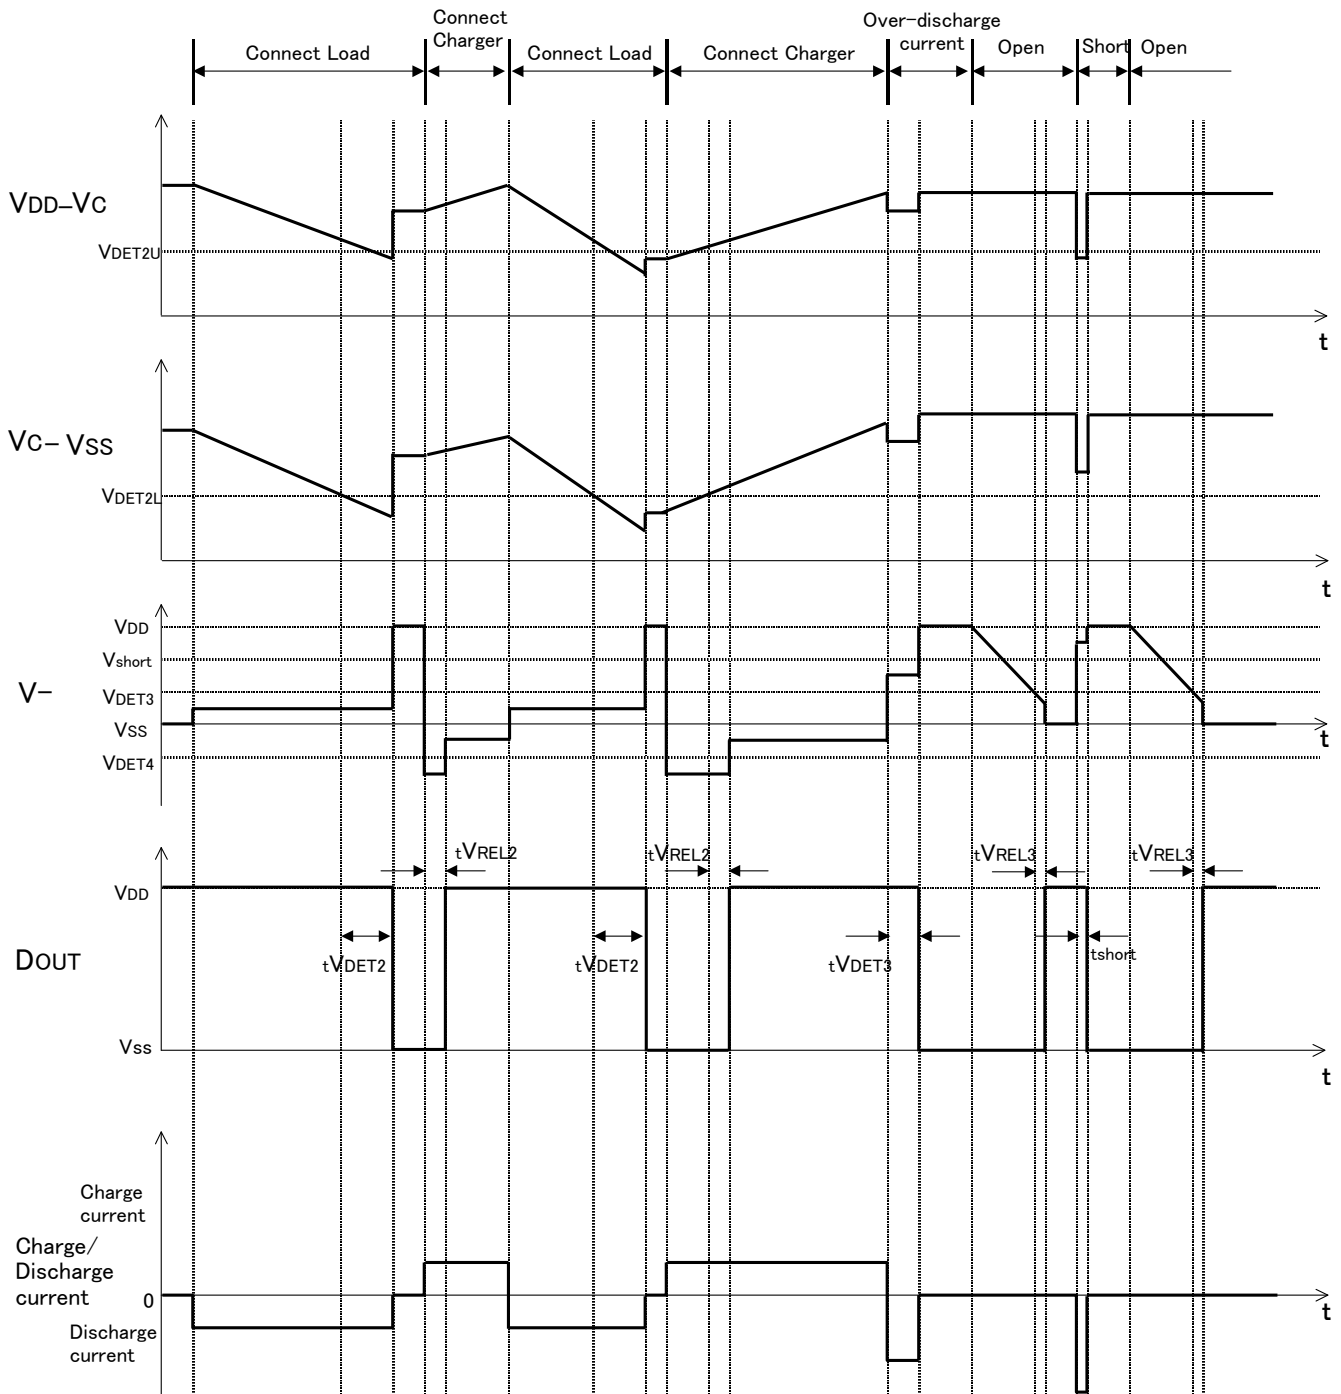 Connect
Charger
Over-discharge
current
Connect Load
Connect Load
Connect Charger
Open
Short
Open
VDD-VC
VDET2U
t
VC-VSS
VDET2L
t
VDD
Vshort
V-
VDET3
VSS
VDET4
t
tVREL2
tVREL2
tVREL3
tVREL3
VDD
DOUT
tVDET2
tVDET2
tVDET3
tshort
Vss
t
Charge
current
Charge/
Discharge
current
0
t
Discharge
current